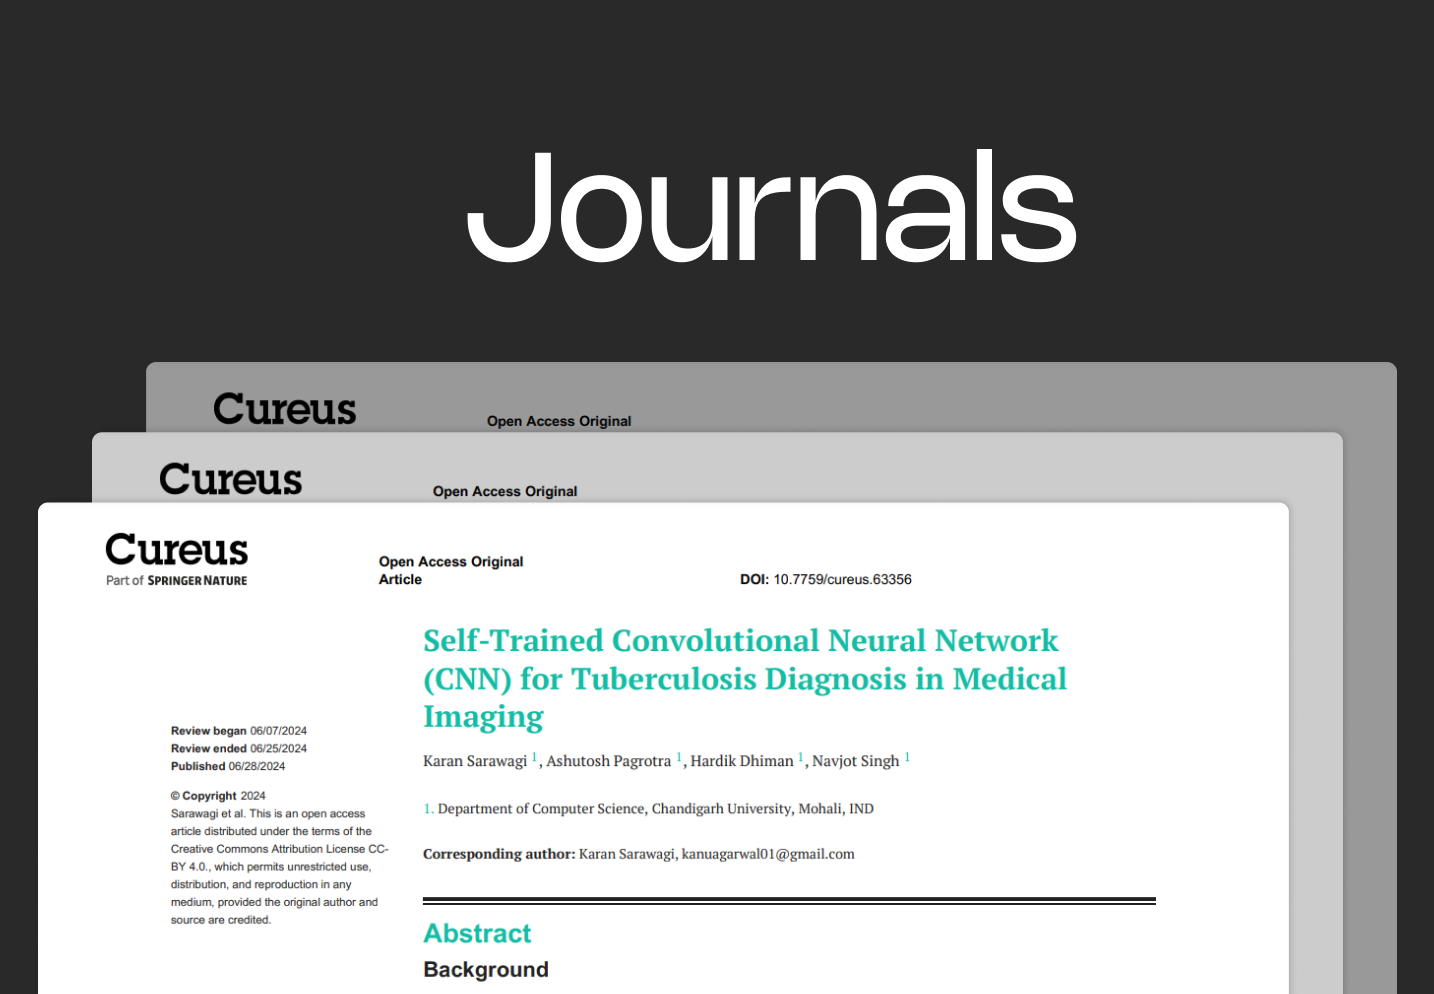 Journals
Cureus
Open Access Original
Cureus
Open Access Original
Cureus
Part of SPRINGER NATURE
Open Access Original
Article
DOI: 10.7759/cureus.63356
Self-Trained Convolutional Neural Network
(CNN) for Tuberculosis Diagnosis in Medical
Imaging
Review began 06/07/2024
Review ended 06/25/2024
Published 06/28/2024
© Copyright 2024
Sarawagi et al. This is an open access
article distributed under the terms of the
Creative Commons Attribution License CC-
BY 4.0., which permits unrestricted use,
distribution, and reproduction in any
medium, provided the original author and
source are credited.
Karan Sarawagi 1, Ashutosh Pagrotra 1, Hardik Dhiman 1, Navjot Singh 1
1. Department of Computer Science, Chandigarh University, Mohali, IND
Corresponding author: Karan Sarawagi, kanuagarwal01@gmail.com
Abstract
Background